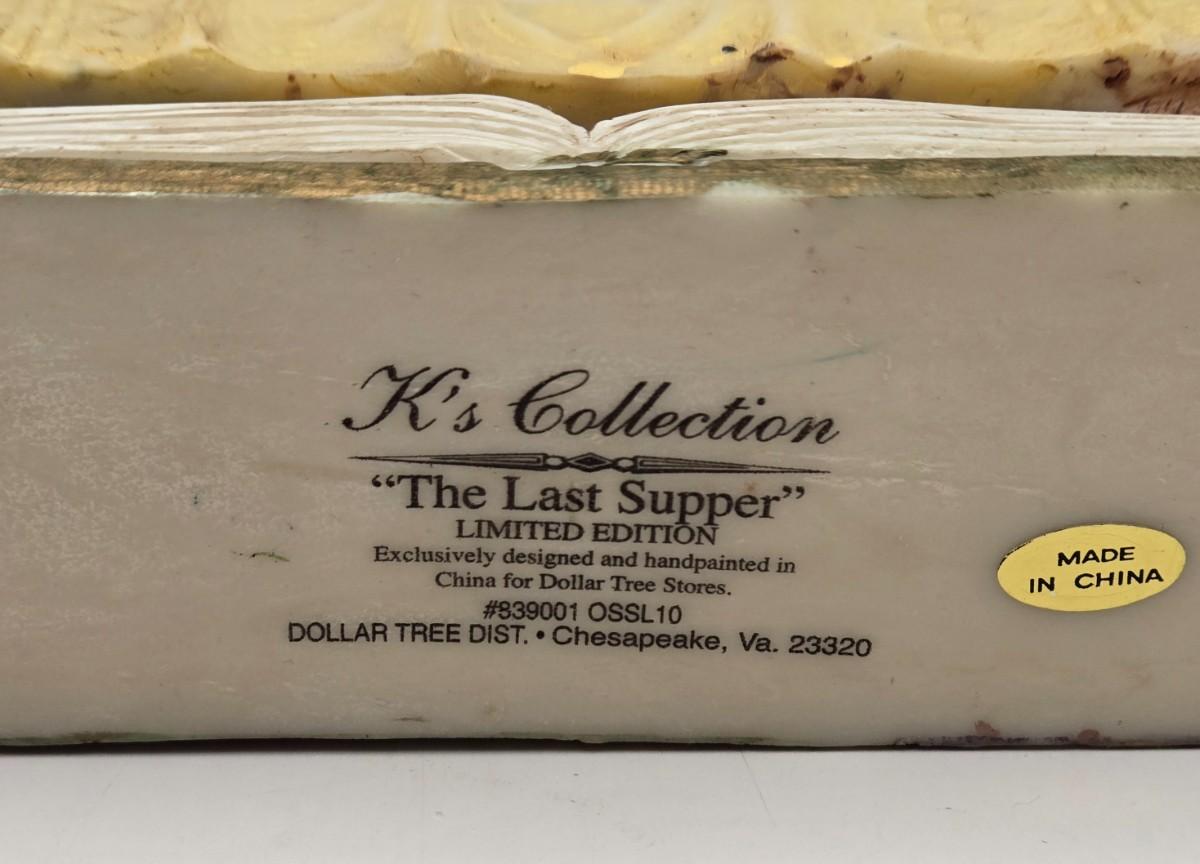 K's Collection
“The Last Supper”
LIMITED EDITION
Exclusively designed and handpainted in
China for Dollar Tree Stores.
#839001 OSSL10
DOLLAR TREE DIST. • Chesapeake, Va. 23320
MADE
IN CHINA